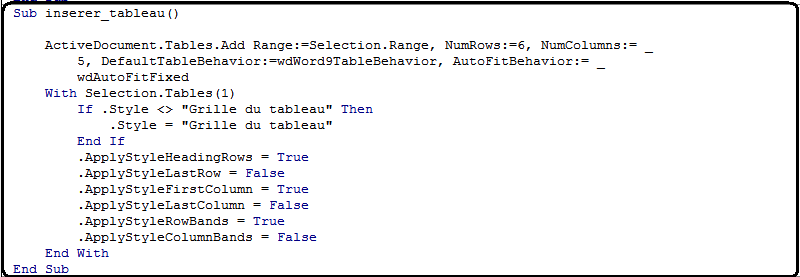 Sub inserer_tableau()
ActiveDocument.Tables.Add Range:=Selection.Range, NumRows:=6, NumColumns:= _
5, DefaultTableBehavior:=wdWord9TableBehavior, AutoFitBehavior:= _
wdAutoFitFixed
With Selection.Tables(1)
If .Style <> "Grille du tableau" Then
.Style = "Grille du tableau"
End If
.ApplyStyleHeadingRows = True
.ApplyStyleLastRow = False
.ApplyStyleFirstColumn = True
.ApplyStyleLastColumn = False
.ApplyStyleRowBands = True
.ApplyStyleColumnBands = False
End With
End Sub